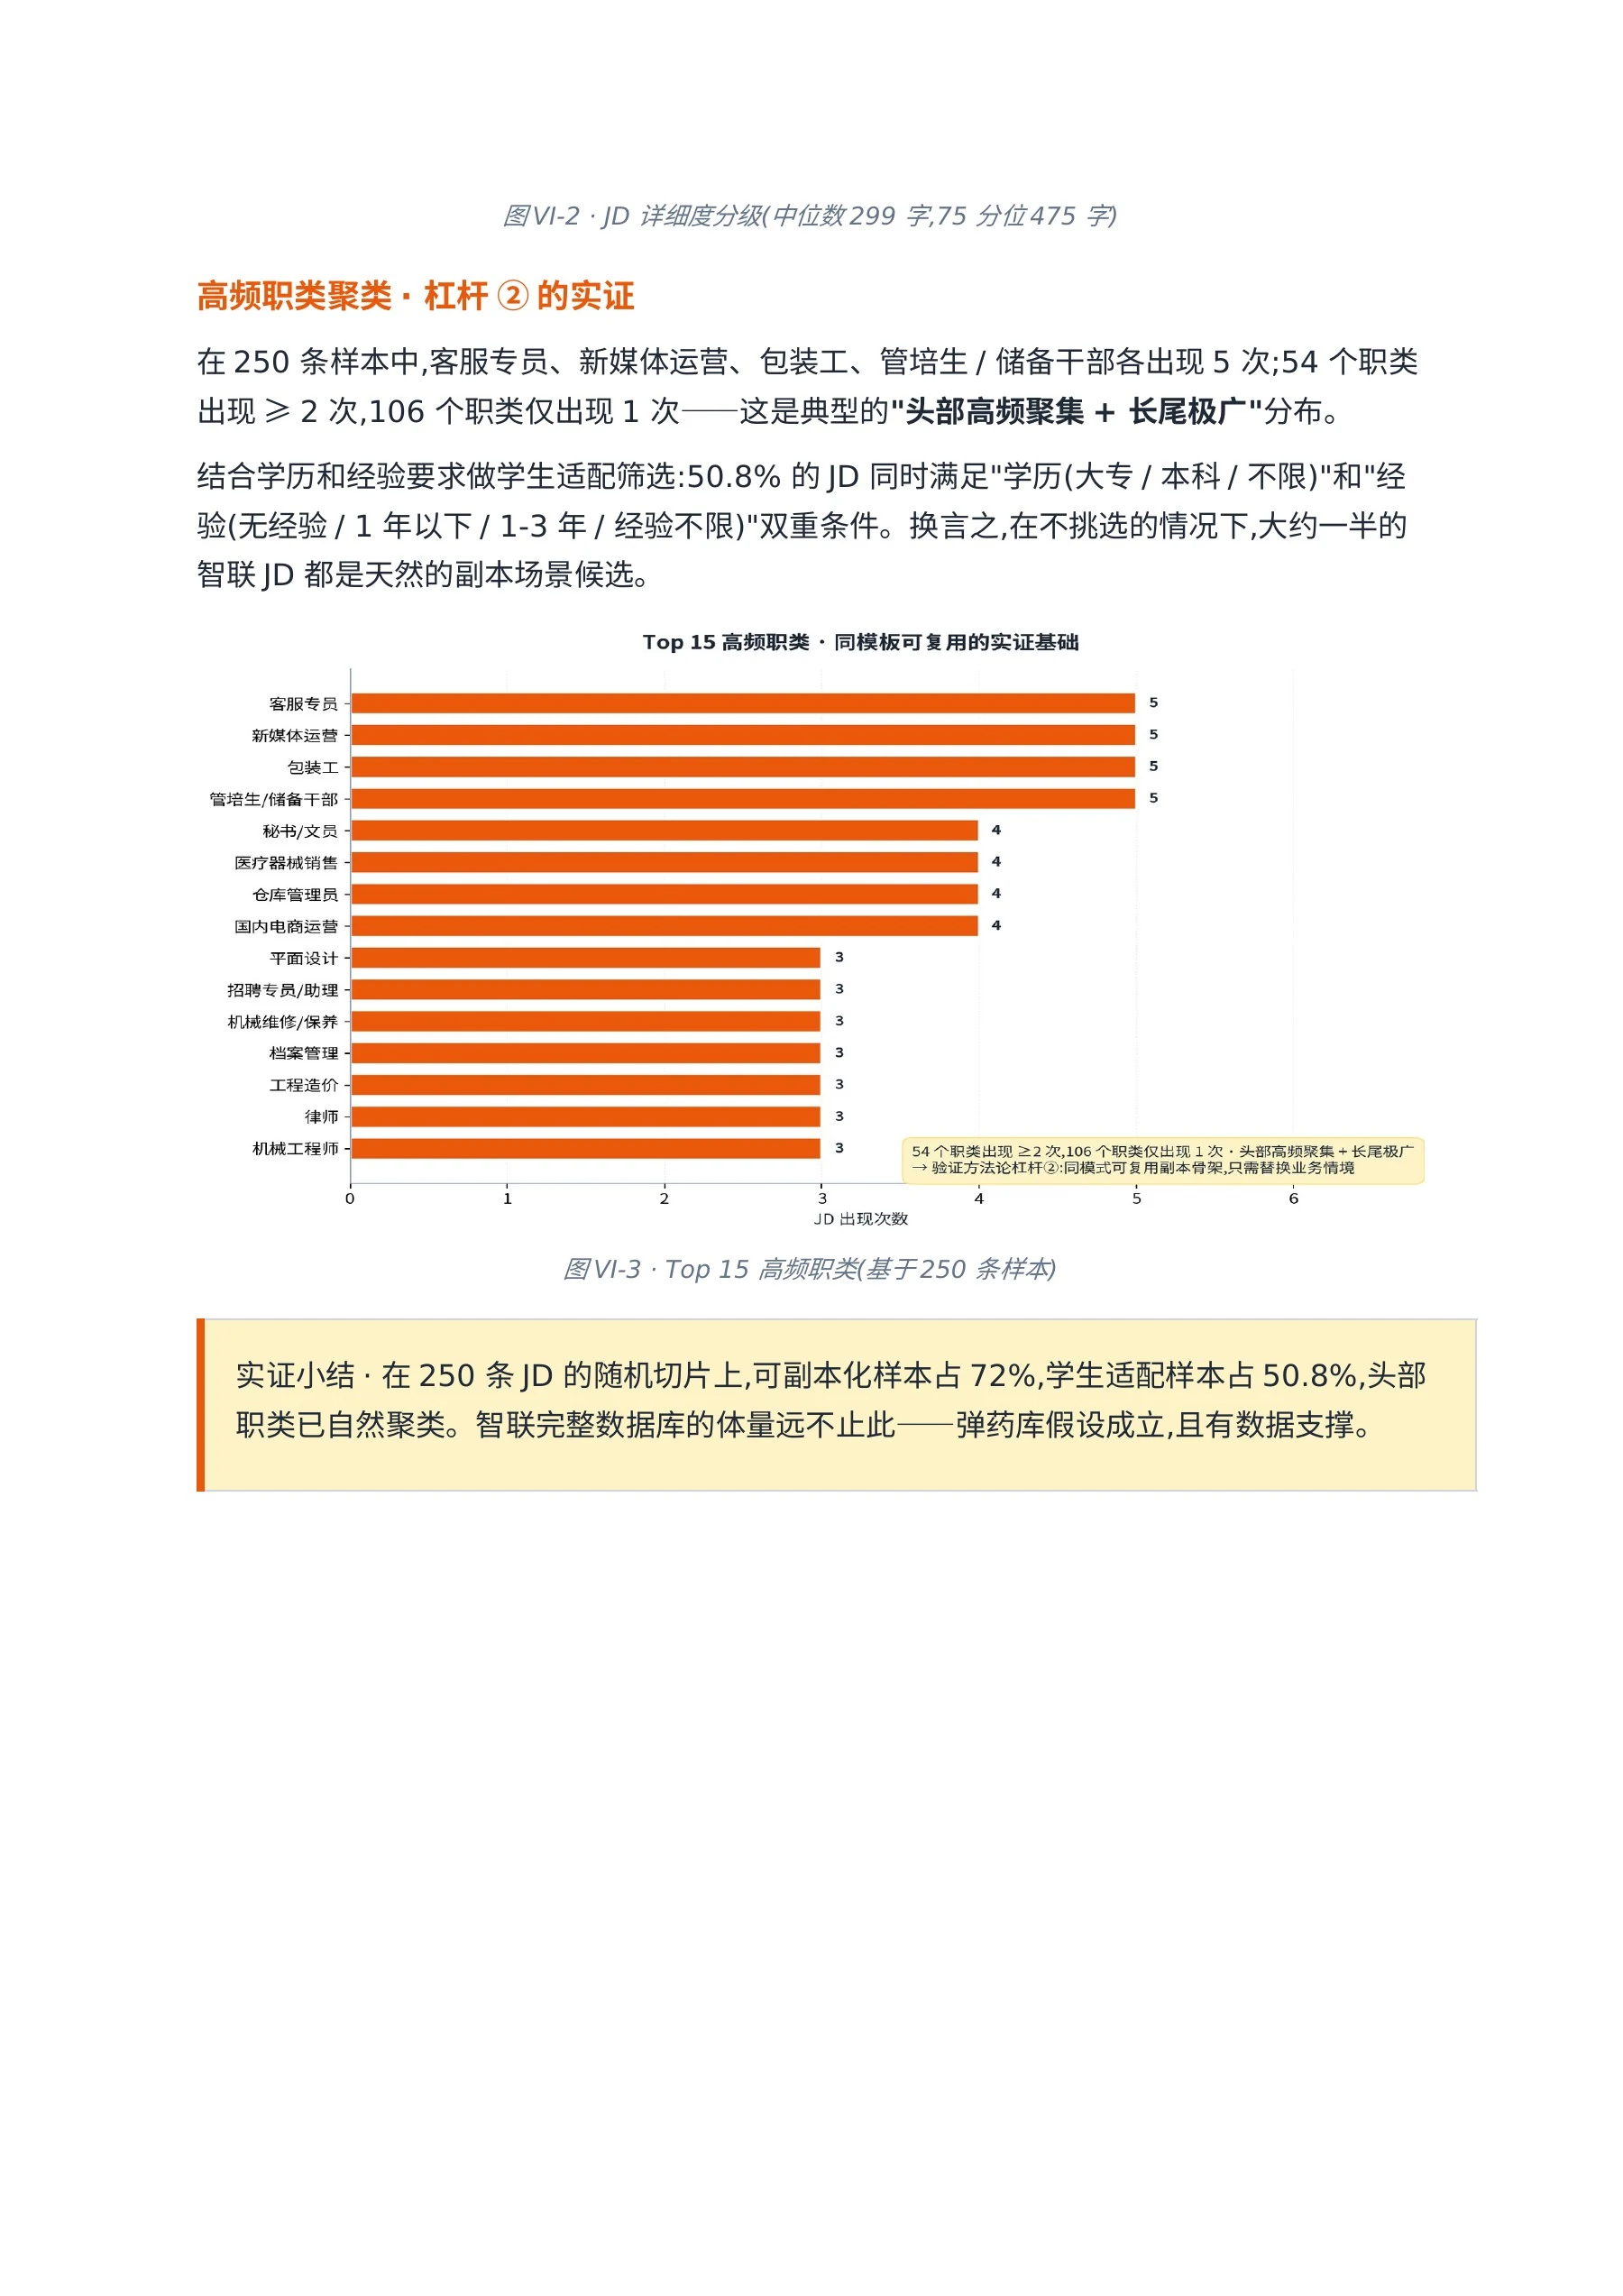 图 VI-2 · JD 详细度分级(中位数 299 字,75 分位 475 字)
高频职类聚类 · 杠杆 ② 的实证
在 250 条样本中,客服专员、新媒体运营、包装工、管培生 / 储备干部各出现 5 次;54 个职类
出现 ≥ 2 次,106 个职类仅出现 1 次——这是典型的"头部高频聚集 + 长尾极广"分布。
结合学历和经验要求做学生适配筛选:50.8% 的 JD 同时满足"学历(大专 / 本科 / 不限)"和"经
验(无经验 / 1 年以下 / 1-3 年 / 经验不限)"双重条件。换言之,在不挑选的情况下,大约一半的
智联 JD 都是天然的副本场景候选。
Top 15 高频职类 · 同模板可复用的实证基础
客服专员 5
新媒体运营 5
包装工 5
管培生/储备干部 5
秘书/文员 4
医疗器械销售 4
仓库管理员 4
国内电商运营 4
平面设计 3
招聘专员/助理 3
机械维修/保养 3
档案管理 3
工程造价 3
律师 3
机械工程师 3
54 个职类出现 ≥2 次,106 个职类仅出现 1 次 · 头部高频聚集 + 长尾极广
→ 验证方法论杠杆②:同模式可复用副本骨架,只需替换业务情境
0 1 2 3 4 5 6
JD 出现次数
图 VI-3 · Top 15 高频职类(基于 250 条样本)
实证小结 · 在 250 条 JD 的随机切片上,可副本化样本占 72%,学生适配样本占 50.8%,头部
职类已自然聚类。智联完整数据库的体量远不止此——弹药库假设成立,且有数据支撑。